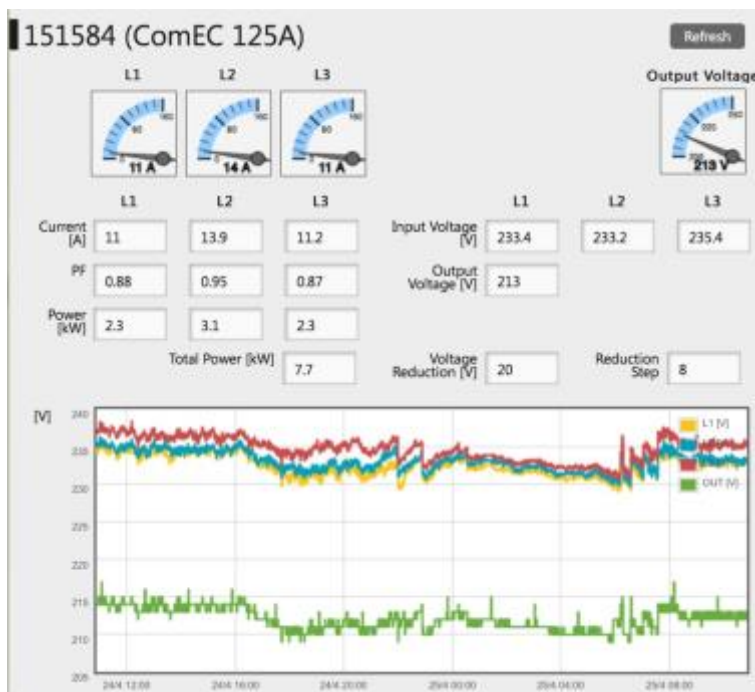 151584 (ComEC 125A)
Refresh
L1 L2 L3 Output Voltage
11 A 14 A 11 A 213 V
L1 L2 L3 L1 L2 L3
Current [A] 11 13.9 11.2 Input Voltage [V] 233.4 233.2 235.4
PF 0.88 0.95 0.87 Output Voltage [V] 213
Power [kW] 2.3 3.1 2.3
Total Power [kW] 7.7 Voltage Reduction [V] 20 Reduction Step 8
[V]
240
L1 [V]
235
230
OUT [V]
225
220
215
210
205
24/4 12:00 24/4 16:00 24/4 20:00 25/4 00:00 25/4 04:00 25/4 08:00